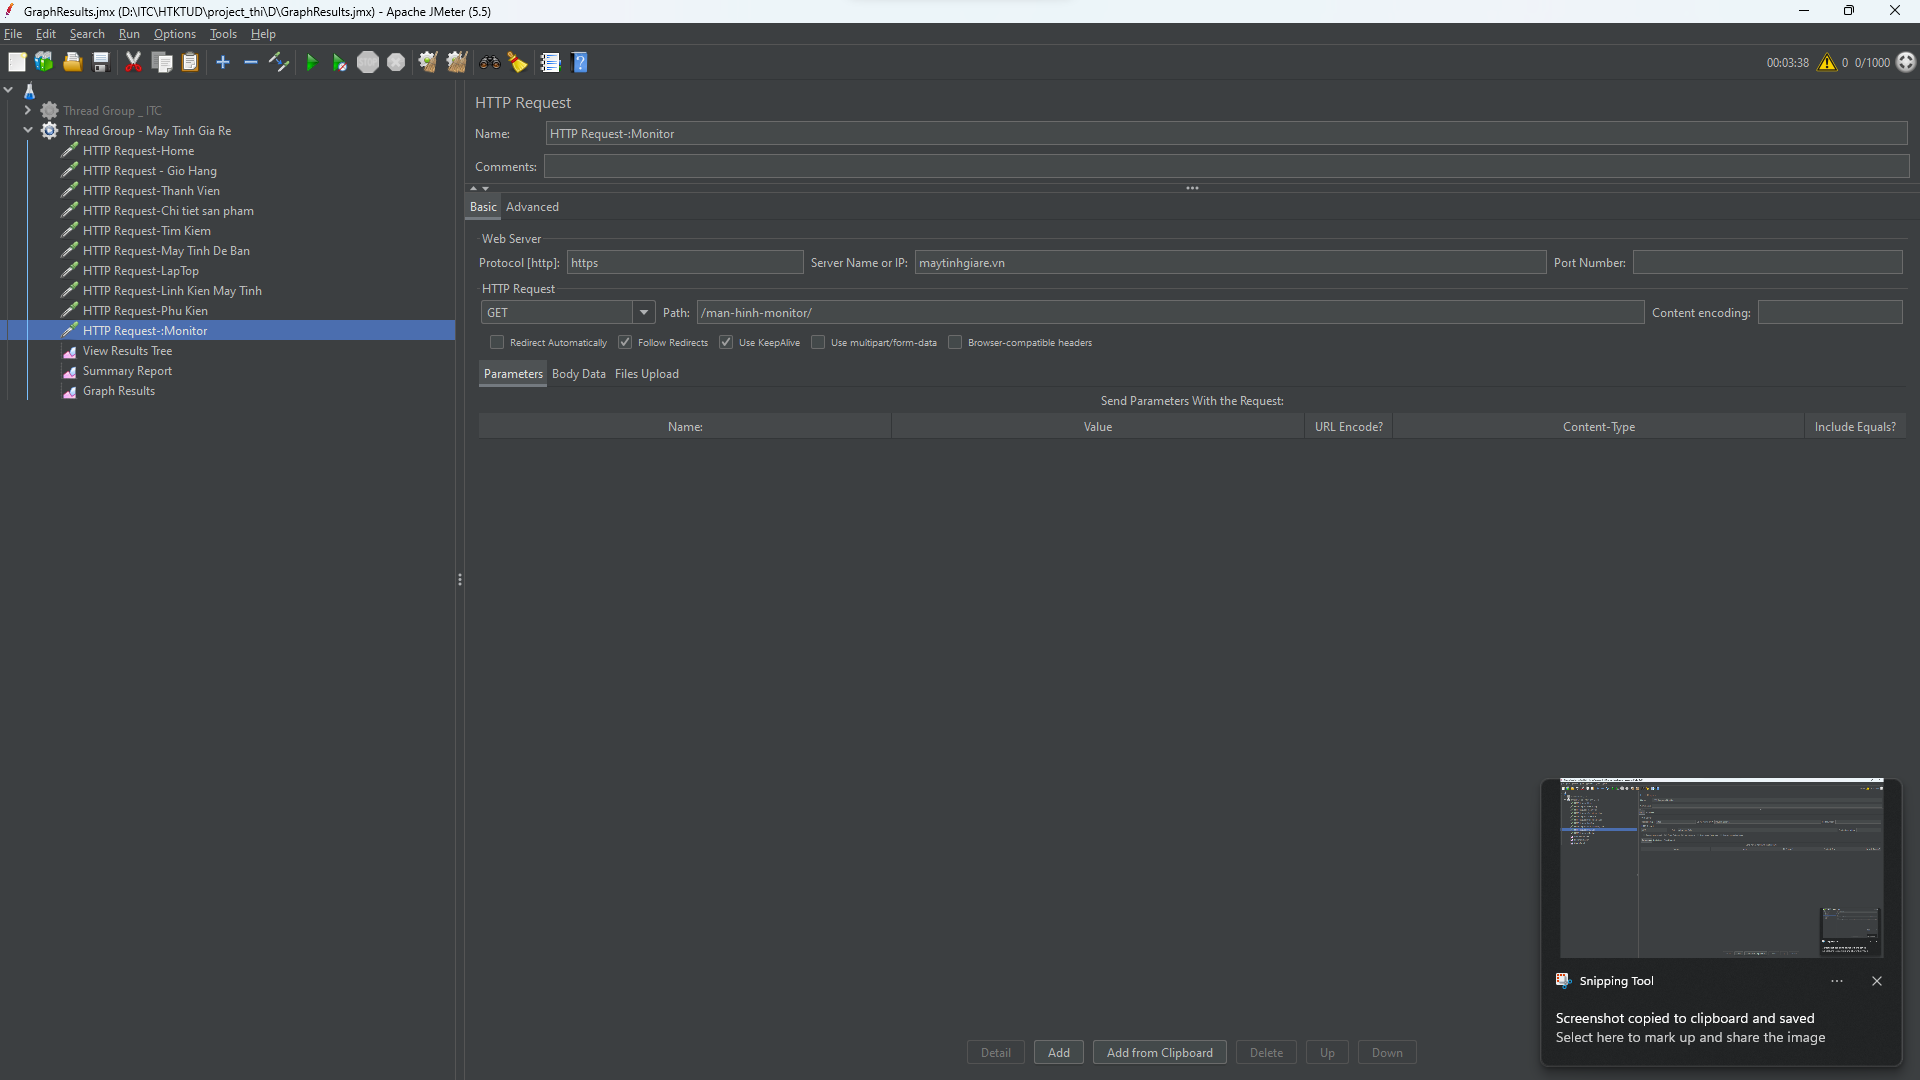 GraphResults.jmx (D:\ITC\HTKTUD\project_thi\D\GraphResults.jmx) - Apache JMeter (5.5)
File Edit Search Run Options Tools Help
00:03:38 0 0/1000
Thread Group _ ITC
Thread Group - May Tinh Gia Re
HTTP Request-Home
HTTP Request - Gio Hang
HTTP Request-Thanh Vien
HTTP Request-Chi tiet san pham
HTTP Request-Tim Kiem
HTTP Request-May Tinh De Ban
HTTP Request-LapTop
HTTP Request-Linh Kien May Tinh
HTTP Request-Phu Kien
HTTP Request-:Monitor
View Results Tree
Summary Report
Graph Results
HTTP Request
Name: HTTP Request-:Monitor
Comments:
Basic Advanced
Web Server
Protocol [http]: https Server Name or IP: maytinhgiare.vn Port Number:
HTTP Request
GET Path: /man-hinh-monitor/ Content encoding:
Redirect Automatically Follow Redirects Use KeepAlive Use multipart/form-data Browser-compatible headers
Parameters Body Data Files Upload
Send Parameters With the Request:
Name: Value URL Encode? Content-Type Include Equals?
Detail Add Add from Clipboard Delete Up Down
Snipping Tool
Screenshot copied to clipboard and saved
Select here to mark up and share the image